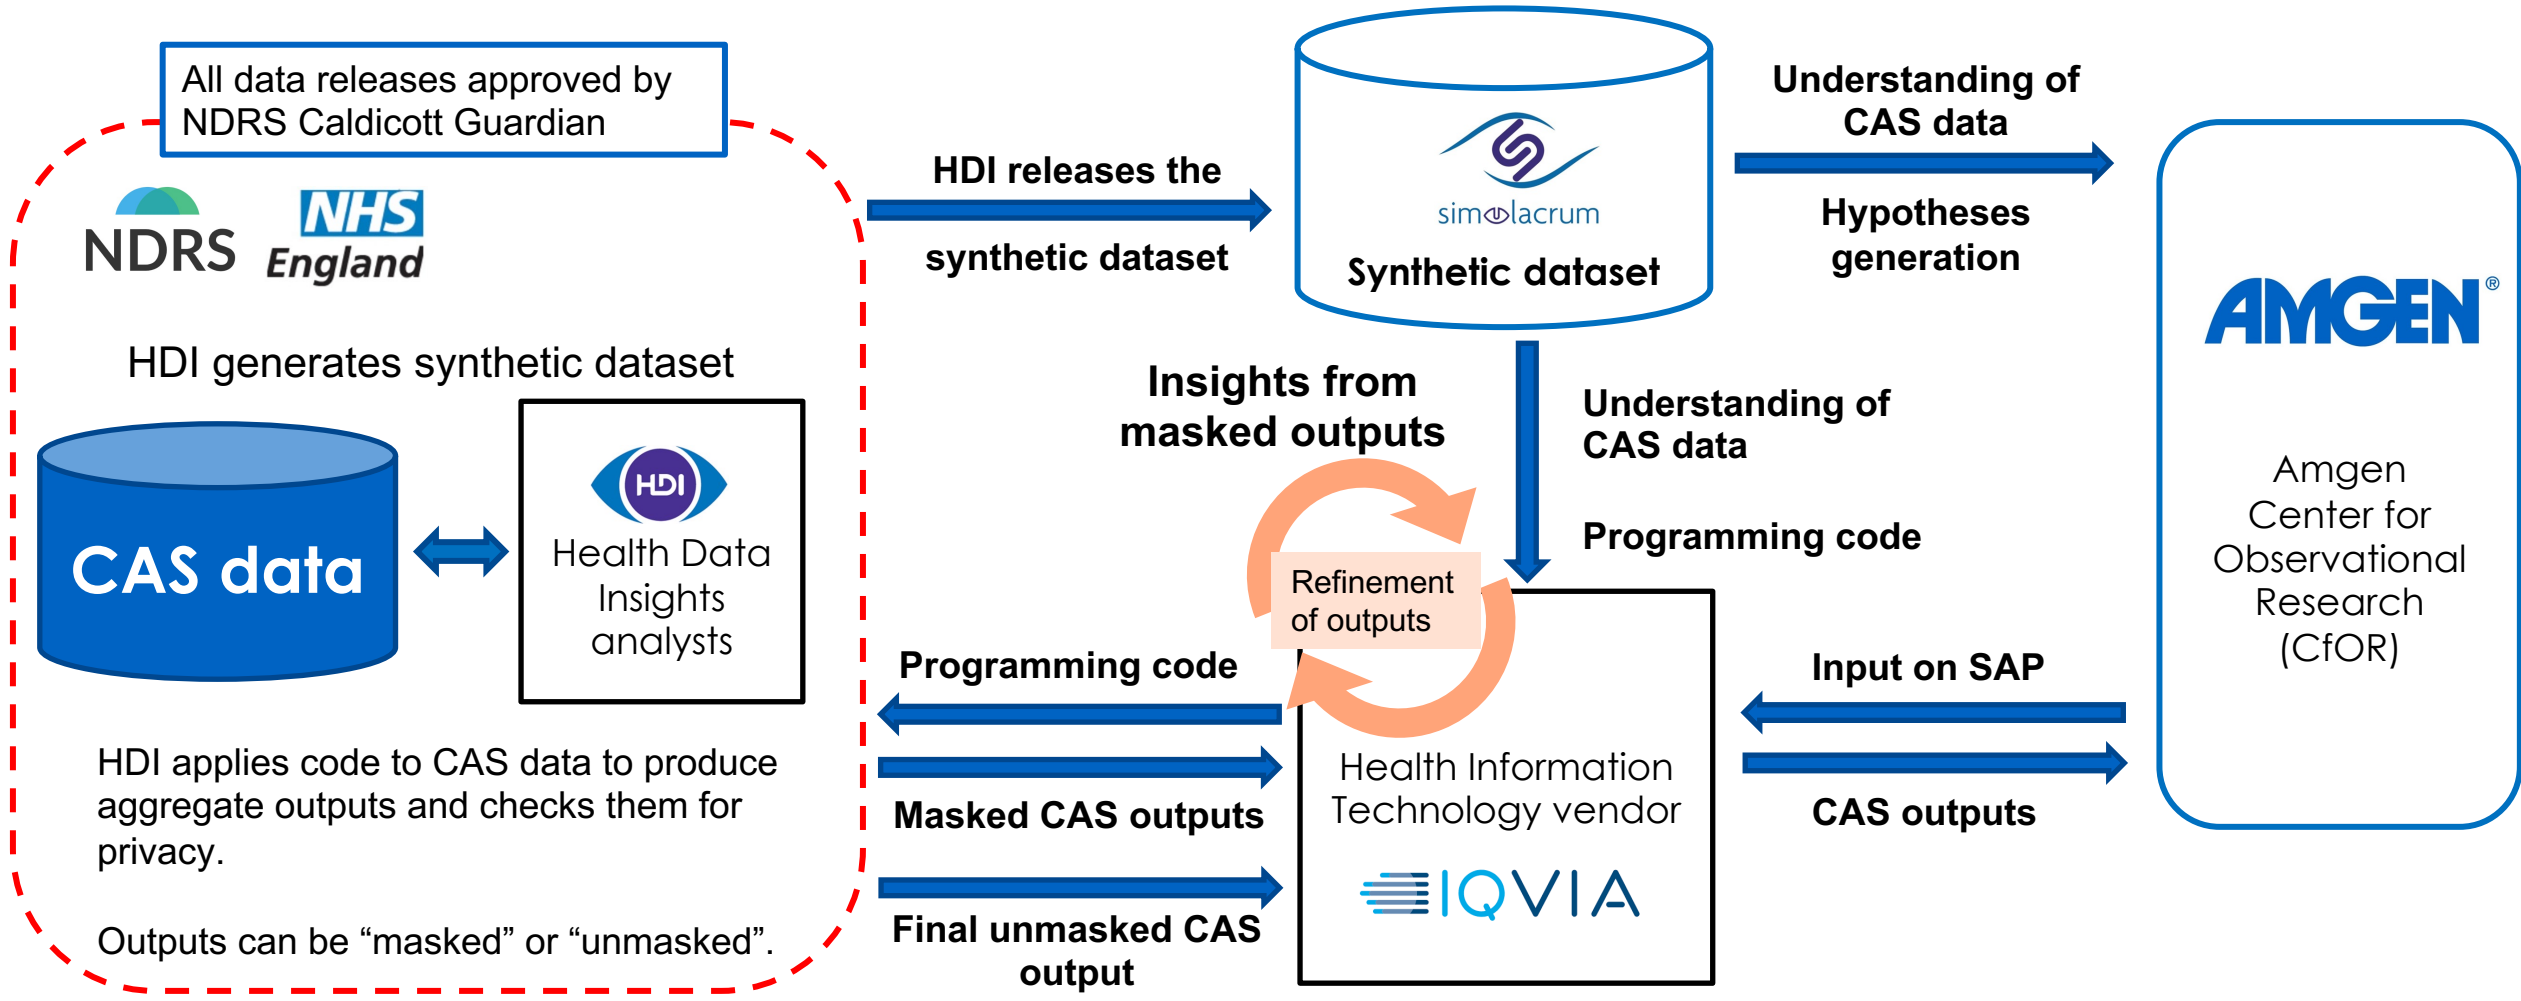 All data releases approved by
NDRS Caldicott Guardian
NDRS
NHS
England
HDI generates synthetic dataset
CAS data
HDI
Health Data
Insights
analysts
HDI applies code to CAS data to produce
aggregate outputs and checks them for
privacy.
Outputs can be “masked” or “unmasked”.
HDI releases the
synthetic dataset
simulacrum
Synthetic dataset
Understanding of
CAS data
Hypotheses
generation
Insights from
masked outputs
Refinement
of outputs
Understanding of
CAS data
Programming code
Programming code
Masked CAS outputs
Final unmasked CAS
output
Health Information
Technology vendor
IQVIA
Input on SAP
CAS outputs
AMGEN®
Amgen
Center for
Observational
Research
(CfOR)